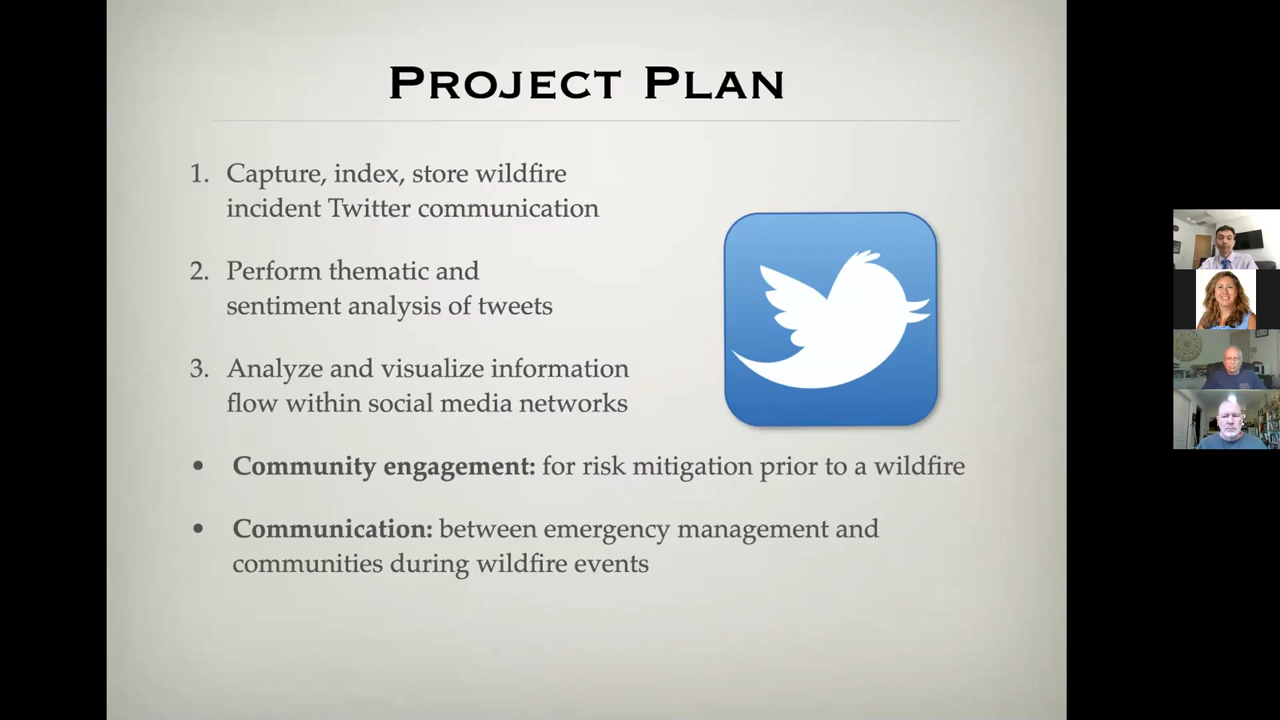 Project Plan
1. Capture, index, store wildfire
incident Twitter communication
2. Perform thematic and
sentiment analysis of tweets
3. Analyze and visualize information
flow within social media networks
• Community engagement: for risk mitigation prior to a wildfire
• Communication: between emergency management and
communities during wildfire events